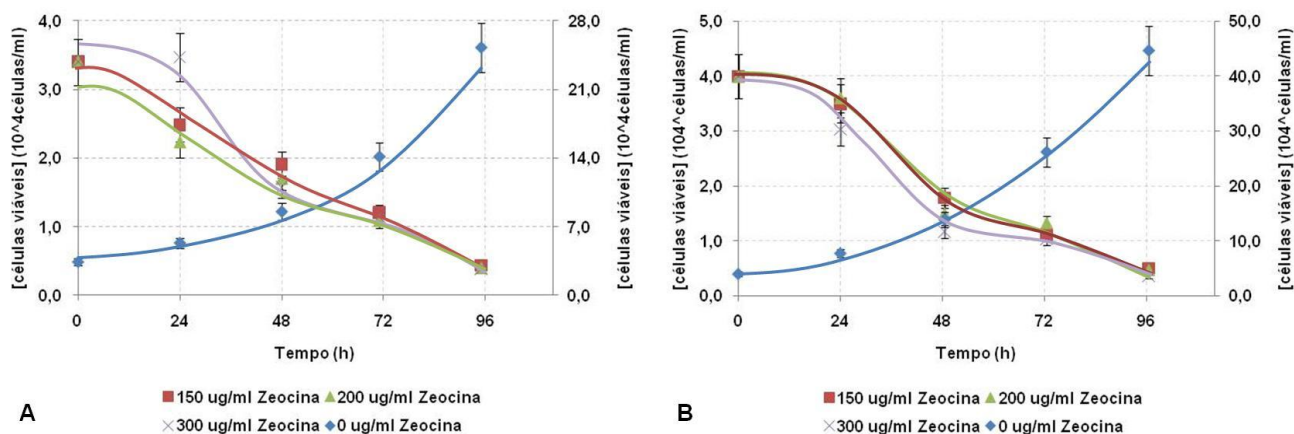 [células viáveis] (10^4células/ml)
4,0
3,0
2,0
1,0
0,0
28,0
21,0
14,0
7,0
0,0
[células viáveis] (10^4células/ml)
0
24
48
72
96
Tempo (h)
150 ug/ml Zeocina
200 ug/ml Zeocina
300 ug/ml Zeocina
0 ug/ml Zeocina
A
[células viáveis] (104^células/ml)
5,0
4,0
3,0
2,0
1,0
0,0
50,0
40,0
30,0
20,0
10,0
0,0
[células viáveis] (104^células/ml)
0
24
48
72
96
Tempo (h)
150 ug/ml Zeocina
200 ug/ml Zeocina
300 ug/ml Zeocina
0 ug/ml Zeocina
B